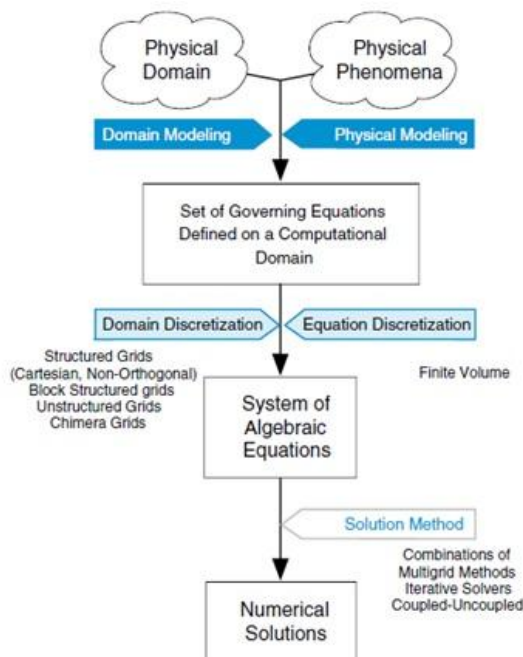 Physical
Domain
Physical
Phenomena
Domain Modeling
Physical Modeling
Set of Governing Equations
Defined on a Computational
Domain
Domain Discretization
Equation Discretization
Structured Grids
(Cartesian, Non-Orthogonal)
Block Structured grids
Unstructured Grids
Chimera Grids
Finite Volume
System of
Algebraic
Equations
Solution Method
Combinations of
Multigrid Methods
Iterative Solvers
Coupled-Uncoupled
Numerical
Solutions